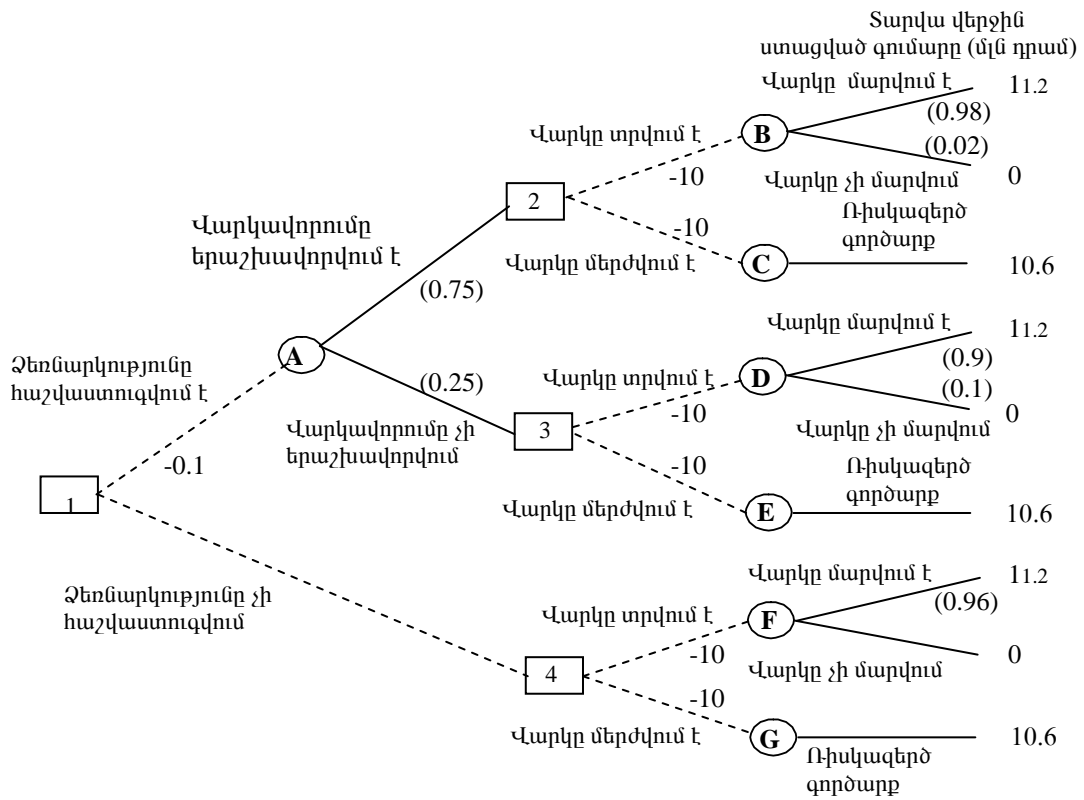 Տարվա վերջին
ստացված գումարը (մլն դրամ)
Վարկը մարվում է
11.2
(0.98)
B
Վարկը տրվում է
(0.02)
-10
Վարկը չի մարվում
0
2
Ռիսկազերծ
գործարք
-10
Վարկավորումը
երաշխավորվում է
Վարկը մերժվում է
C
10.6
(0.75)
Վարկը մարվում է
11.2
A
(0.9)
Ձեռնարկությունը
հաշվաստուգվում է
(0.25)
Վարկը տրվում է
D
(0.1)
-10
0
Վարկավորումը չի
երաշխավորվում
3
Վարկը չի մարվում
-0.1
-10
Ռիսկազերծ
գործարք
1
Վարկը մերժվում է
E
10.6
Վարկը մարվում է
11.2
Ձեռնարկությունը չի
հաշվաստուգվում
(0.96)
Վարկը տրվում է
F
-10
0
4
Վարկը չի մարվում
-10
Վարկը մերժվում է
G
10.6
Ռիսկազերծ
գործարք